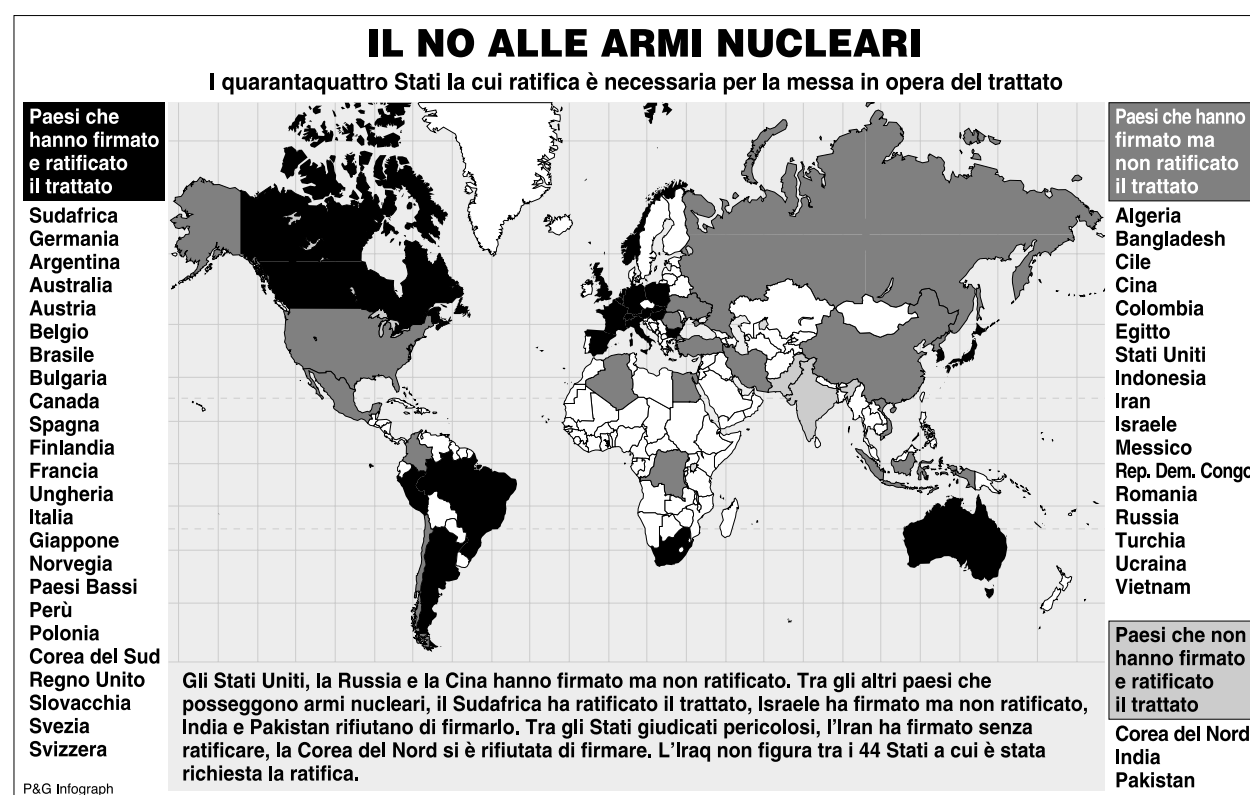 IL NO ALLE ARMI NUCLEARI
I quarantaquattro Stati la cui ratifica è necessaria per la messa in opera del trattato
Paesi che
hanno firmato
e ratificato
il trattato
Sudafrica
Germania
Argentina
Australia
Austria
Belgio
Brasile
Bulgaria
Canada
Spagna
Finlandia
Francia
Ungheria
Italia
Giappone
Norvegia
Paesi Bassi
Perù
Polonia
Corea del Sud
Regno Unito
Slovacchia
Svezia
Svizzera
P&G Infograph
Gli Stati Uniti, la Russia e la Cina hanno firmato ma non ratificato. Tra gli altri paesi che
posseggono armi nucleari, il Sudafrica ha ratificato il trattato, Israele ha firmato ma non ratificato,
India e Pakistan rifiutano di firmarlo. Tra gli Stati giudicati pericolosi, l'Iran ha firmato senza
ratificare, la Corea del Nord si è rifiutata di firmare. L'Iraq non figura tra i 44 Stati a cui è stata
richiesta la ratifica.
Paesi che hanno
firmato ma
non ratificato
il trattato
Algeria
Bangladesh
Cile
Cina
Colombia
Egitto
Stati Uniti
Indonesia
Iran
Israele
Messico
Rep. Dem. Congo
Romania
Russia
Turchia
Ucraina
Vietnam
Paesi che non
hanno firmato
e ratificato
il trattato
Corea del Nord
India
Pakistan